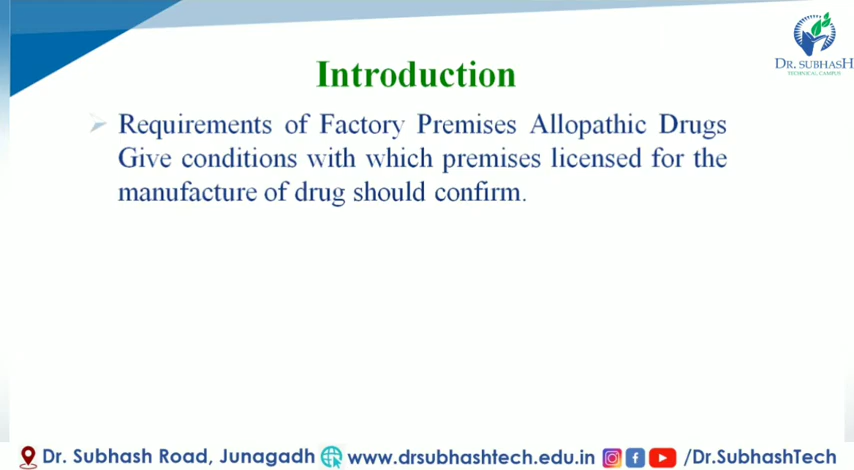 DR. SUBHASH
TECHNICAL CAMPUS
Introduction
Requirements of Factory Premises Allopathic Drugs
Give conditions with which premises licensed for the
manufacture of drug should confirm.
Dr. Subhash Road, Junagadh www.drsubhashtech.edu.in /Dr.SubhashTech